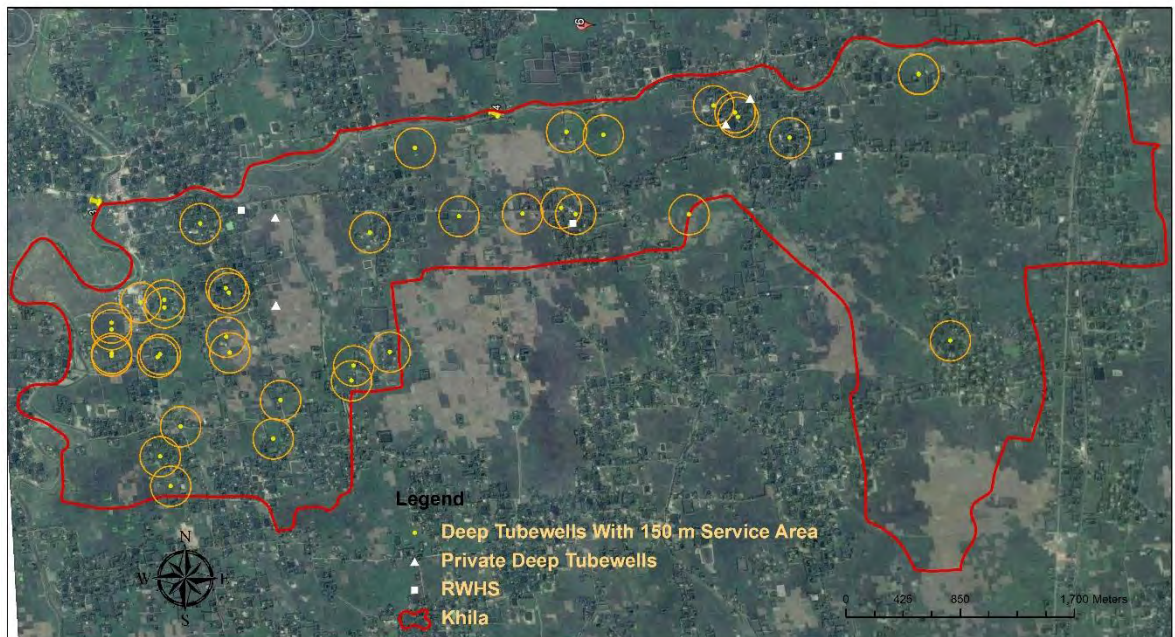 Legend
Deep Tubewells With 150 m Service Area
Private Deep Tubewells
RWHS
Khila
N
W E
S
0 425 850 1,700 Meters